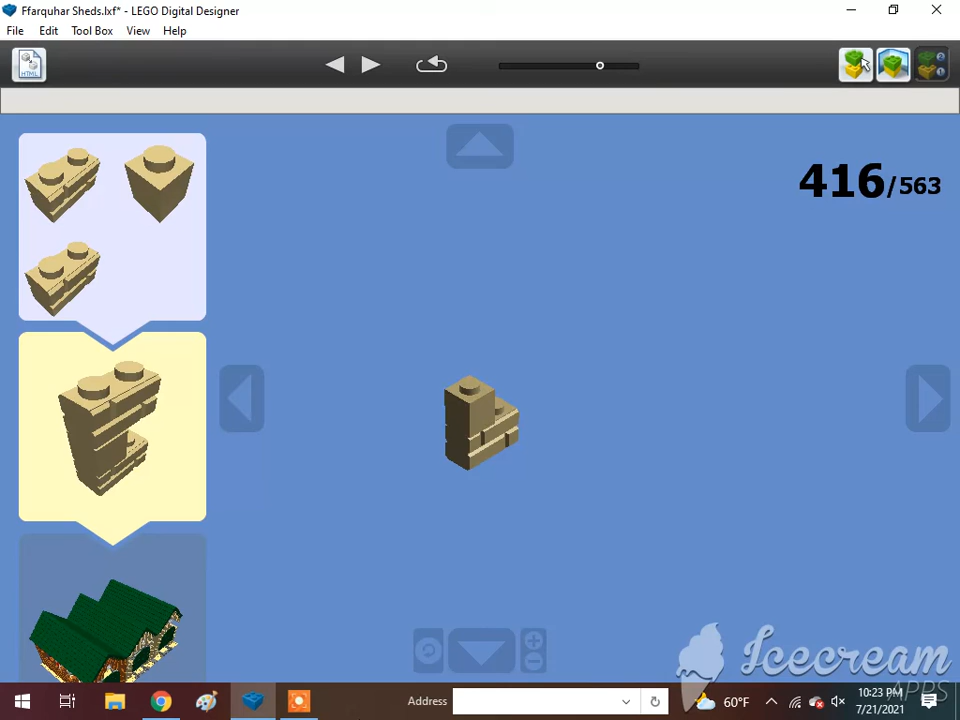 Ffarquhar Sheds.lxf* - LEGO Digital Designer
File Edit Tool Box View Help
HTML
416/563
Icecream
APPS
Address
60°F
10:23 PM
7/21/2021